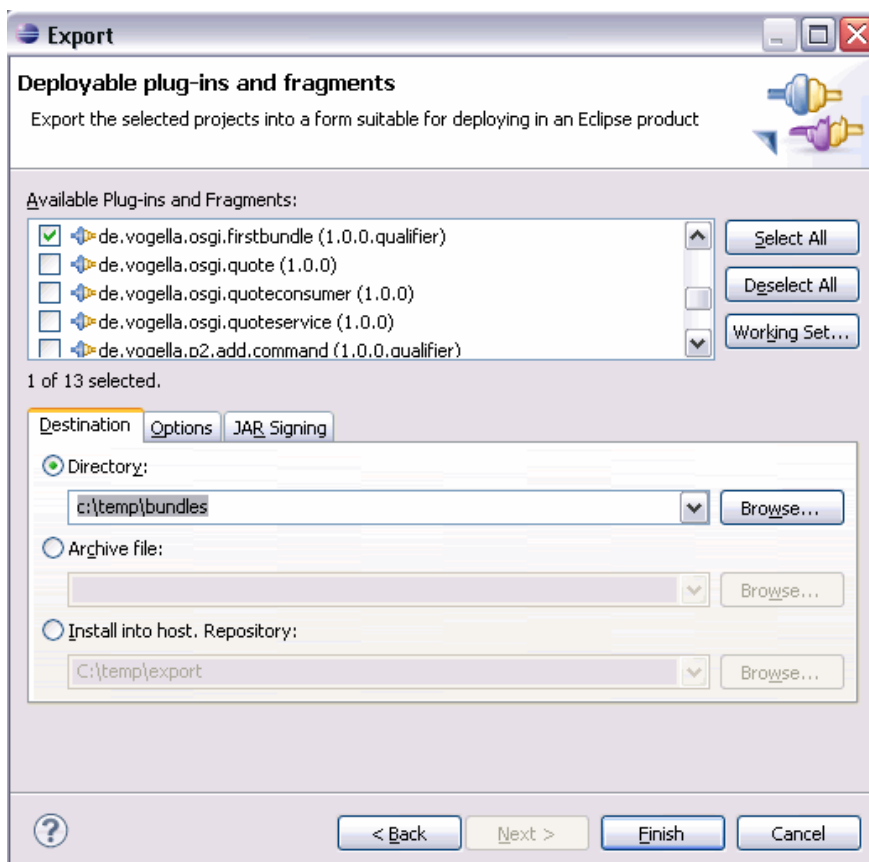 Export
Deployable plug-ins and fragments
Export the selected projects into a form suitable for deploying in an Eclipse product
Available Plug-ins and Fragments:
de.vogella.osgi.firstbundle (1.0.0.qualifier)
de.vogella.osgi.quote (1.0.0)
de.vogella.osgi.quoteconsumer (1.0.0)
de.vogella.osgi.quoteservice (1.0.0)
de.vogella.p2.add.command (1.0.0.qualifier)
Select All
Deselect All
Working Set...
1 of 13 selected.
Destination Options JAR Signing
Directory:
c:\temp\bundles Browse...
Archive file:
Browse...
Install into host. Repository:
C:\temp\export Browse...
? < Back Next > Finish Cancel